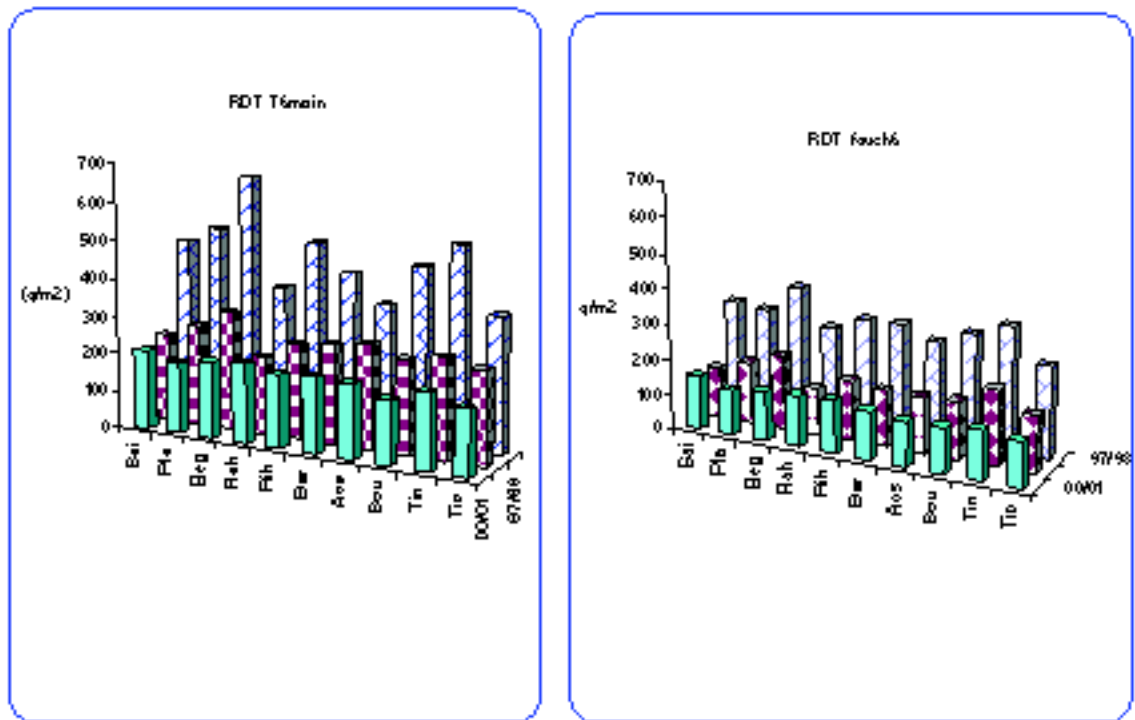 RDT Témoin
700
600
500
400
300
200
100
0
(g/m2)
Bai
Pla
Beg
Rah
Rih
Ber
Aos
Bou
Tin
Tio
00/01
97/98
RDT fauché
700
600
500
400
300
200
100
0
g/m2
Bai
Pla
Beg
Rah
Rih
Ber
Aos
Bou
Tin
Tio
00/01
97/98